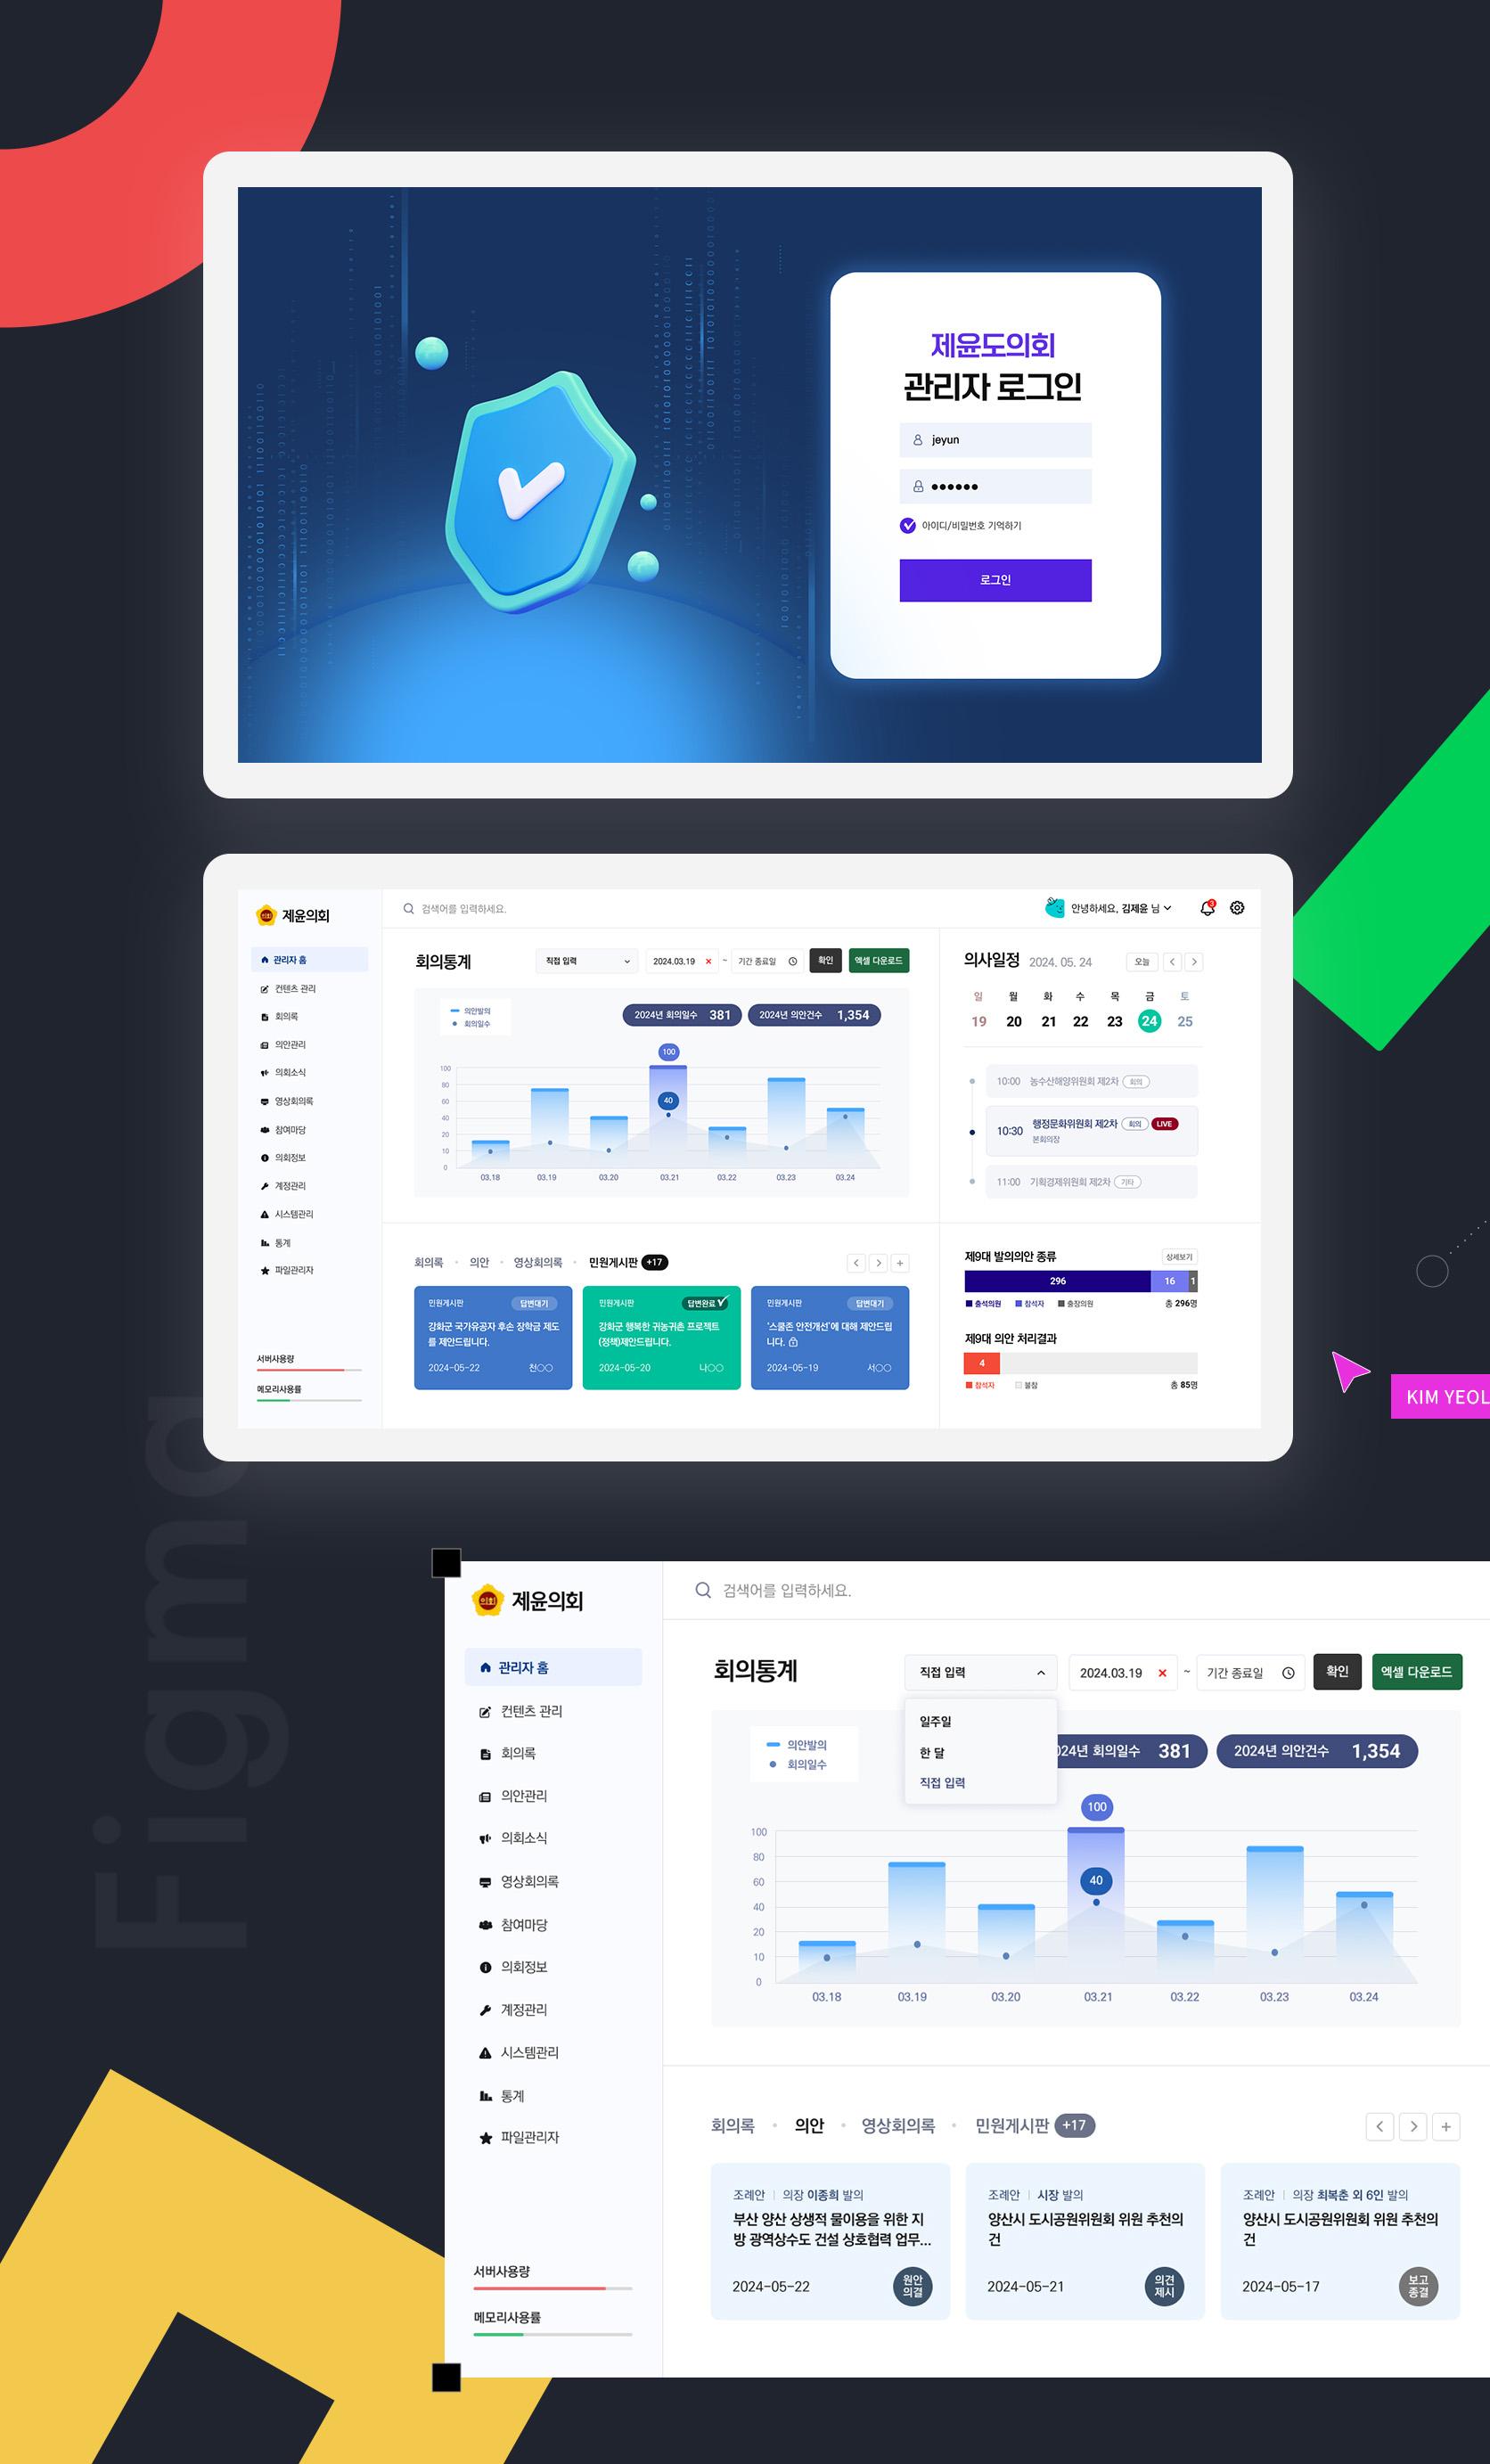 제윤도의회
관리자 로그인
jeyun
●●●●●●
아이디/비밀번호 기억하기
로그인
제윤의회
검색어를 입력하세요.
안녕하세요, 김제윤 님
3
관리자 홈
컨텐츠 관리
회의록
의안관리
의회소식
영상회의록
참여마당
의회정보
계정관리
시스템관리
통계
파일관리자
서버사용량
메모리사용률
회의통계
직접 입력
2024.03.19 ×
~
기간 종료일
확인
엑셀 다운로드
의안발의
회의일수
2024년 회의일수 381
2024년 의안건수 1,354
100
40
100
80
60
40
20
10
0
03.18 03.19 03.20 03.21 03.22 03.23 03.24
의사일정 2024. 05. 24
오늘
일 월 화 수 목 금 토
19 20 21 22 23 24 25
10:00 농수산해양위원회 제2차 회의
10:30 행정문화위원회 제2차 회의 LIVE
본회의장
11:00 기획경제위원회 제2차 기타
회의록 · 의안 · 영상회의록 · 민원게시판 +17
민원게시판 답변대기
강화군 국가유공자 후손 장학금 제도
를 제안드립니다.
2024-05-22 천○○
민원게시판 답변완료
강화군 행복한 귀농귀촌 프로젝트
(정책)제안드립니다.
2024-05-20 나○○
민원게시판 답변대기
'스쿨존 안전개선'에 대해 제안드립
니다.
2024-05-19 서○○
제9대 발의의안 종류
상세보기
296 16 1
출석의원 참석자 출장의원 총 296명
제9대 의안 처리결과
4
참석자 불참 총 85명
KIM YEOL
Figma
의회
제윤의회
검색어를 입력하세요.
관리자 홈
컨텐츠 관리
회의록
의안관리
의회소식
영상회의록
참여마당
의회정보
계정관리
시스템관리
통계
파일관리자
서버사용량
메모리사용률
회의통계
직접 입력
2024.03.19 ×
~
기간 종료일
확인
엑셀 다운로드
일주일
한 달
직접 입력
의안발의
회의일수
024년 회의일수 381
2024년 의안건수 1,354
100
40
100
80
60
40
20
10
0
03.18 03.19 03.20 03.21 03.22 03.23 03.24
회의록 · 의안 · 영상회의록 · 민원게시판 +17
조례안 | 의장 이종희 발의
부산 양산 상생적 물이용을 위한 지
방 광역상수도 건설 상호협력 업무...
2024-05-22
원안
의결
조례안 | 시장 발의
양산시 도시공원위원회 위원 추천의
건
2024-05-21
의견
제시
조례안 | 의장 최복춘 외 6인 발의
양산시 도시공원위원회 위원 추천의
건
2024-05-17
보고
종결